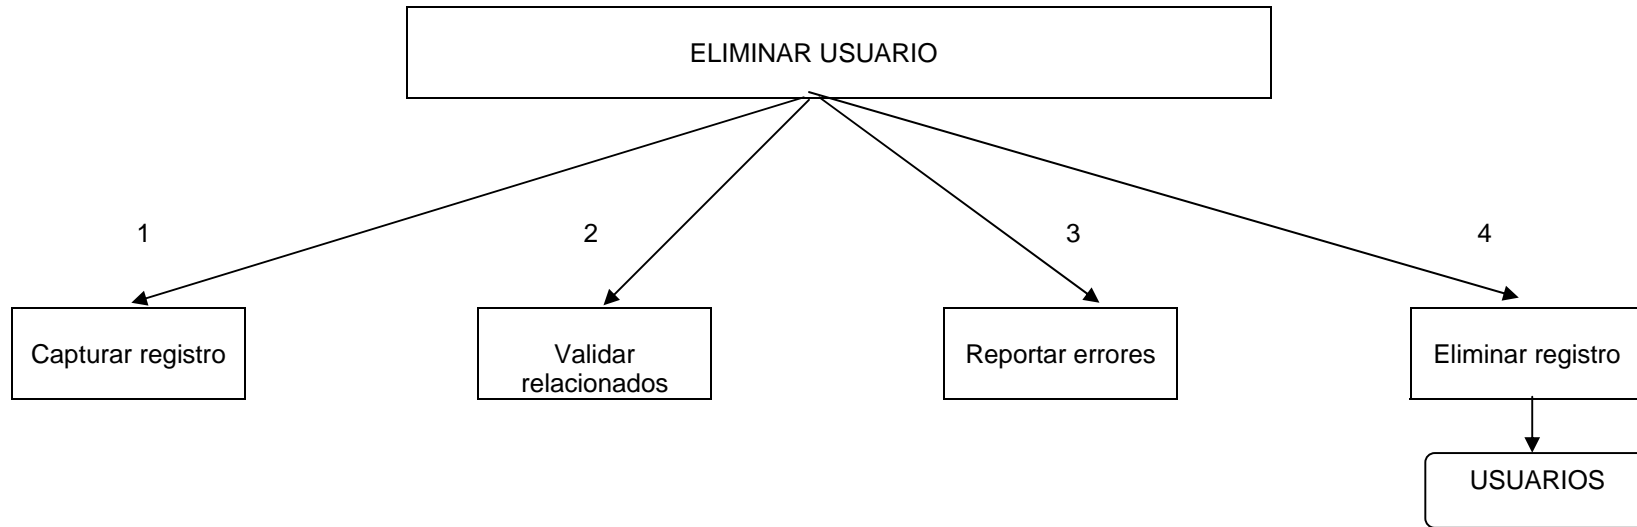 ELIMINAR USUARIO
1
2
3
4
Capturar registro
Validar
relacionados
Reportar errores
Eliminar registro
USUARIOS